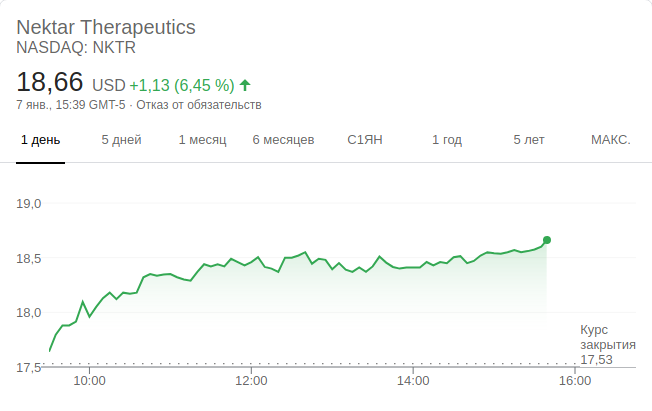 Nektar Therapeutics
NASDAQ: NKTR
18,66 USD +1,13 (6,45 %) ↑
7 янв., 15:39 GMT-5 · Отказ от обязательств
1 день 5 дней 1 месяц 6 месяцев С1ЯН 1 год 5 лет МАКС.
19,0
18,5
18,0
Курс
закрытия
17,53
17,5
10:00 12:00 14:00 16:00